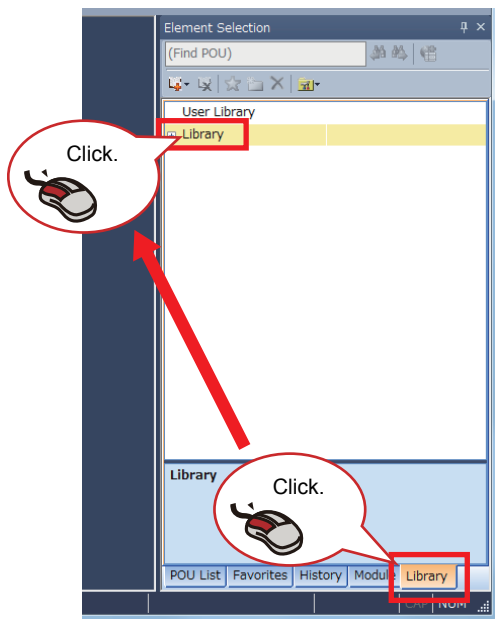 Element Selection
(Find POU)
User Library
Library
Click.
Library
Click.
POU List Favorites History Module Library
CAP NUM